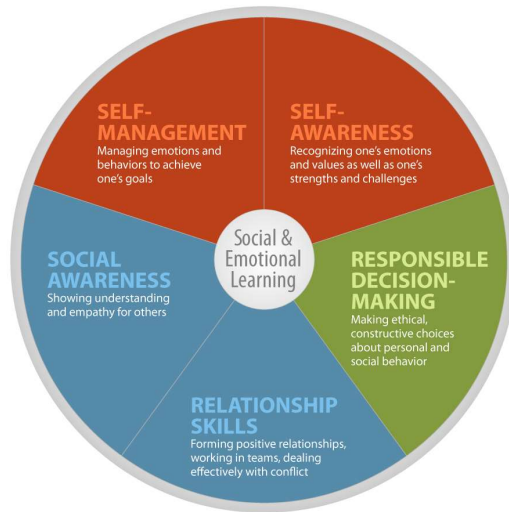 SELF-
MANAGEMENT
Managing emotions and
behaviors to achieve
one's goals
SELF-
AWARENESS
Recognizing one's emotions
and values as well as one's
strengths and challenges
SOCIAL
AWARENESS
Showing understanding
and empathy for others
Social &
Emotional
Learning
RESPONSIBLE
DECISION-
MAKING
Making ethical,
constructive choices
about personal and
social behavior
RELATIONSHIP
SKILLS
Forming positive relationships,
working in teams, dealing
effectively with conflict